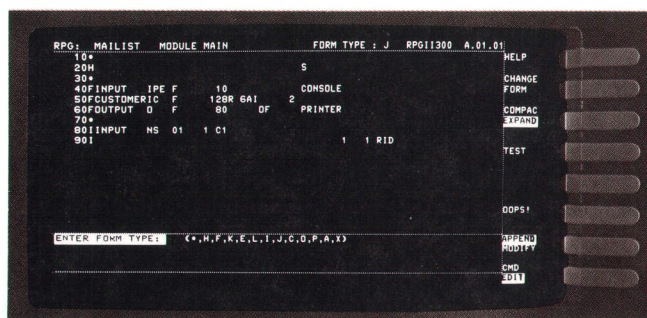 RPG: MAILIST MODULE MAIN FORM TYPE : J RPGII300 A.01.01
HELP
10*
20H S
30*
CHANGE
FORM
40FINPUT IPE F 10 CONSOLE
50FCUSTOMERIC F 128R 6AI 2
60FOUTPUT O F 80 OF PRINTER
COMPAC
EXPAND
70*
80IINPUT NS 01 1 C1
90I 1 1 RID
TEST
OOPS!
ENTER FORM TYPE: (*,H,F,K,E,L,I,J,C,O,P,A,X)
APPEND
MODIFY
CMD
EDIT